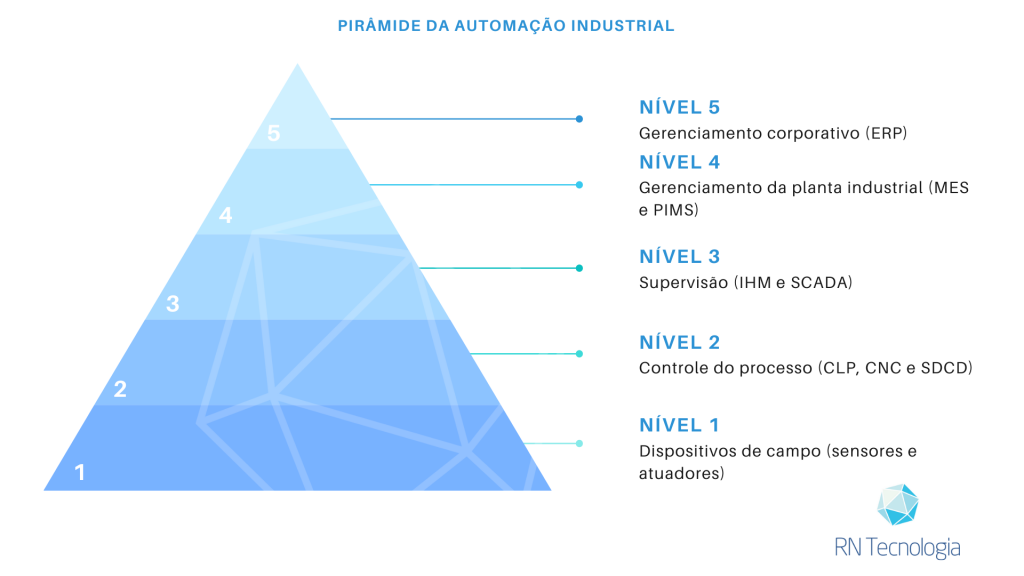 PIRÂMIDE DA AUTOMAÇÃO INDUSTRIAL
5
NÍVEL 5
Gerenciamento corporativo (ERP)
4
NÍVEL 4
Gerenciamento da planta industrial (MES
e PIMS)
3
NÍVEL 3
Supervisão (IHM e SCADA)
2
NÍVEL 2
Controle do processo (CLP, CNC e SDCD)
1
NÍVEL 1
Dispositivos de campo (sensores e
atuadores)
RN Tecnologia